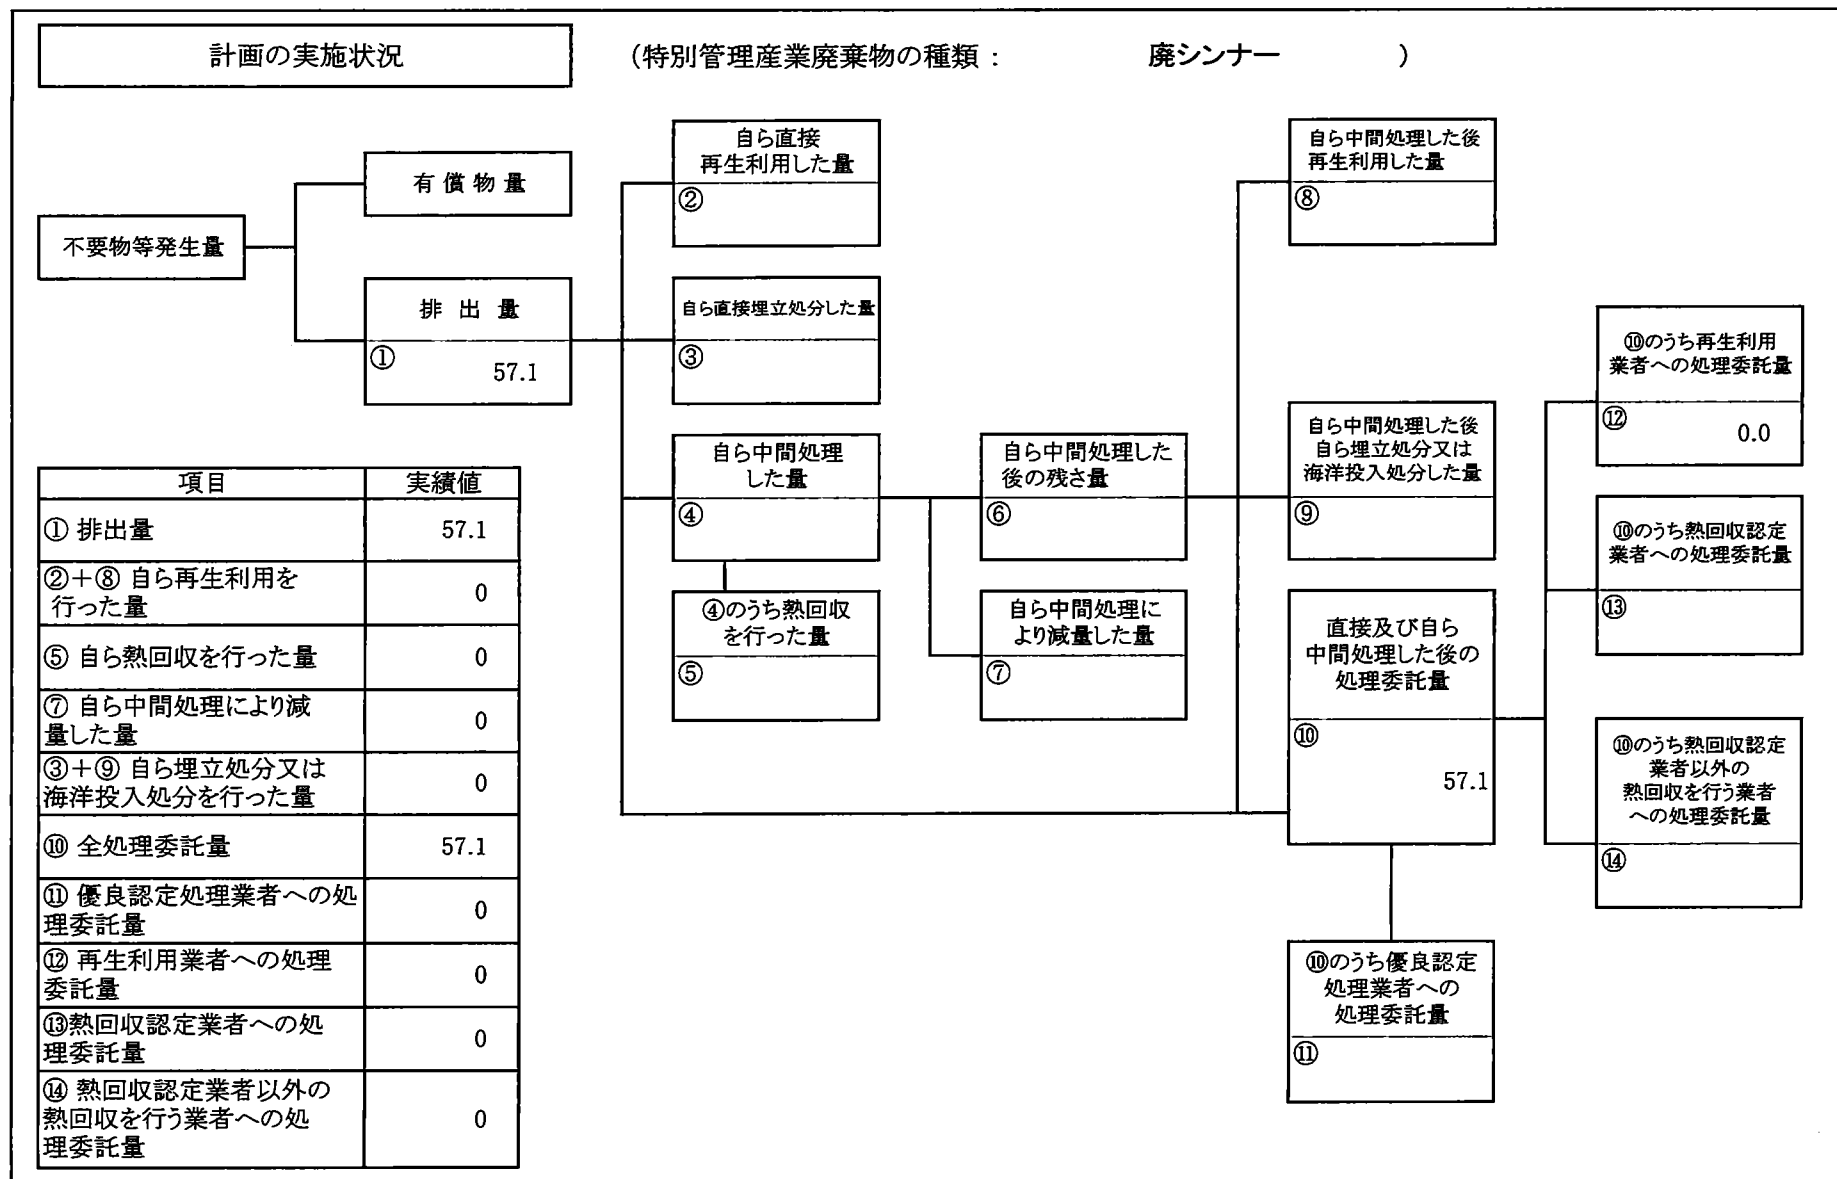 計画の実施状況
（特別管理産業廃棄物の種類： 廃シンナー ）
不要物等発生量
有償物量
排出量
① 57.1
自ら直接
再生利用した量
②
自ら直接埋立処分した量
③
自ら中間処理
した量
④
④のうち熱回収
を行った量
⑤
自ら中間処理した
後の残さ量
⑥
自ら中間処理に
より減量した量
⑦
自ら中間処理した後
再生利用した量
⑧
自ら中間処理した後
自ら埋立処分又は
海洋投入処分した量
⑨
直接及び自ら
中間処理した後の
処理委託量
⑩
57.1
⑩のうち優良認定
処理業者への
処理委託量
⑪
⑩のうち再生利用
業者への処理委託量
⑫ 0.0
⑩のうち熱回収認定
業者への処理委託量
⑬
⑩のうち熱回収認定
業者以外の
熱回収を行う業者
への処理委託量
⑭
項目 実績値
① 排出量 57.1
②＋⑧ 自ら再生利用を
行った量 0
⑤ 自ら熱回収を行った量 0
⑦ 自ら中間処理により減
量した量 0
③＋⑨ 自ら埋立処分又は
海洋投入処分を行った量 0
⑩ 全処理委託量 57.1
⑪ 優良認定処理業者への処
理委託量 0
⑫ 再生利用業者への処理
委託量 0
⑬熱回収認定業者への処
理委託量 0
⑭ 熱回収認定業者以外の
熱回収を行う業者への処
理委託量 0